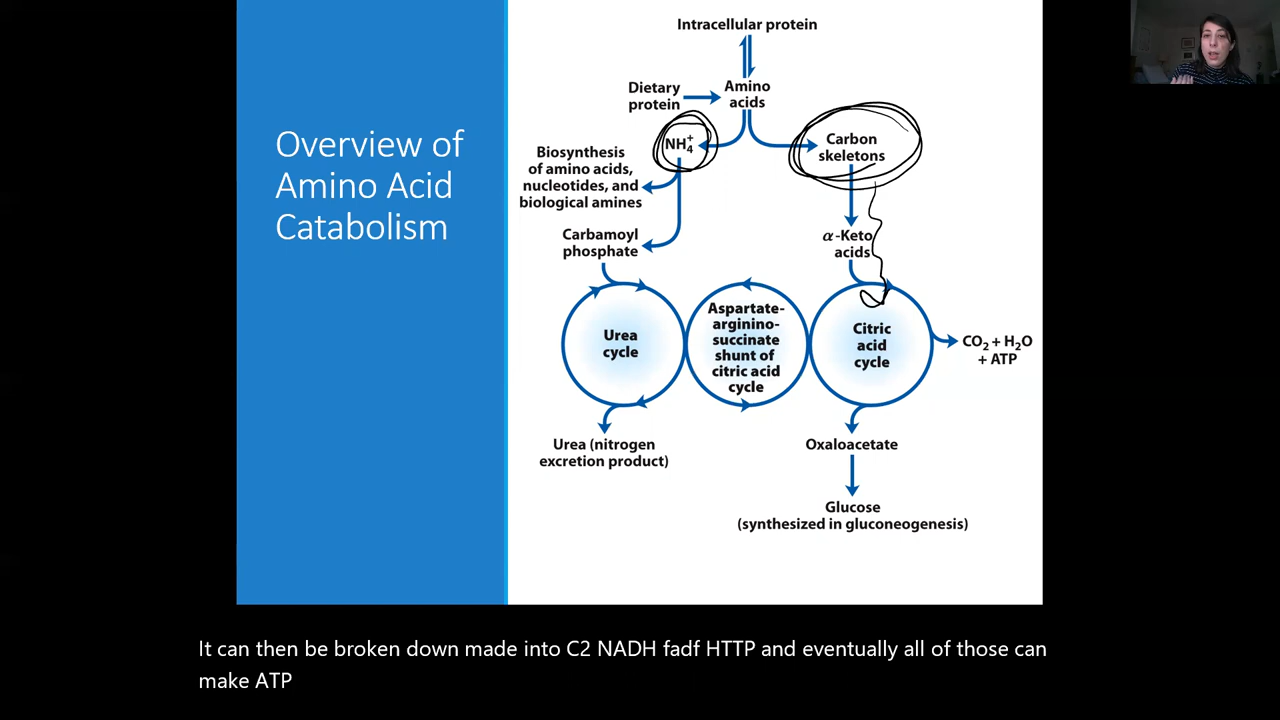 Overview of
Amino Acid
Catabolism
Intracellular protein
Dietary
protein
Amino
acids
NH4+
Carbon
skeletons
Biosynthesis
of amino acids,
nucleotides, and
biological amines
Carbamoyl
phosphate
α-Keto
acids
Urea
cycle
Aspartate-
arginino-
succinate
shunt of
citric acid
cycle
Citric
acid
cycle
CO2 + H2O
+ ATP
Urea (nitrogen
excretion product)
Oxaloacetate
Glucose
(synthesized in gluconeogenesis)
It can then be broken down made into C2 NADH fadf HTTP and eventually all of those can
make ATP